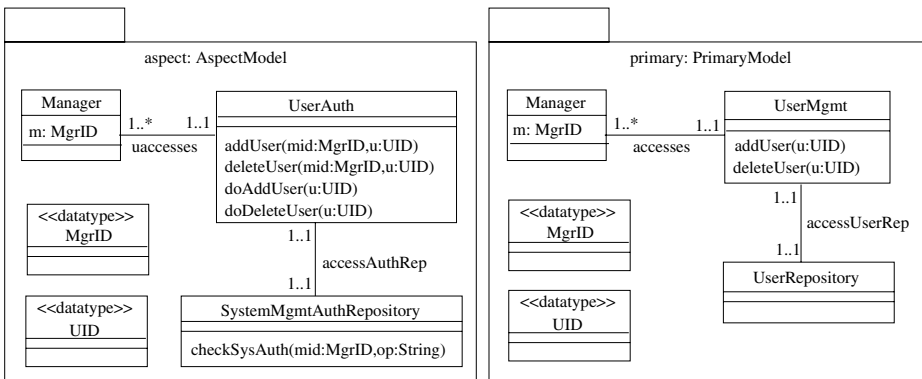 aspect: AspectModel
Manager
m: MgrID
1..*
1..1
uaccesses
UserAuth
addUser(mid:MgrID,u:UID)
deleteUser(mid:MgrID,u:UID)
doAddUser(u:UID)
doDeleteUser(u:UID)
<<datatype>>
MgrID
1..1
accessAuthRep
1..1
<<datatype>>
UID
SystemMgmtAuthRepository
checkSysAuth(mid:MgrID,op:String)
primary: PrimaryModel
Manager
m: MgrID
1..*
1..1
accesses
UserMgmt
addUser(u:UID)
deleteUser(u:UID)
<<datatype>>
MgrID
1..1
accessUserRep
1..1
<<datatype>>
UID
UserRepository